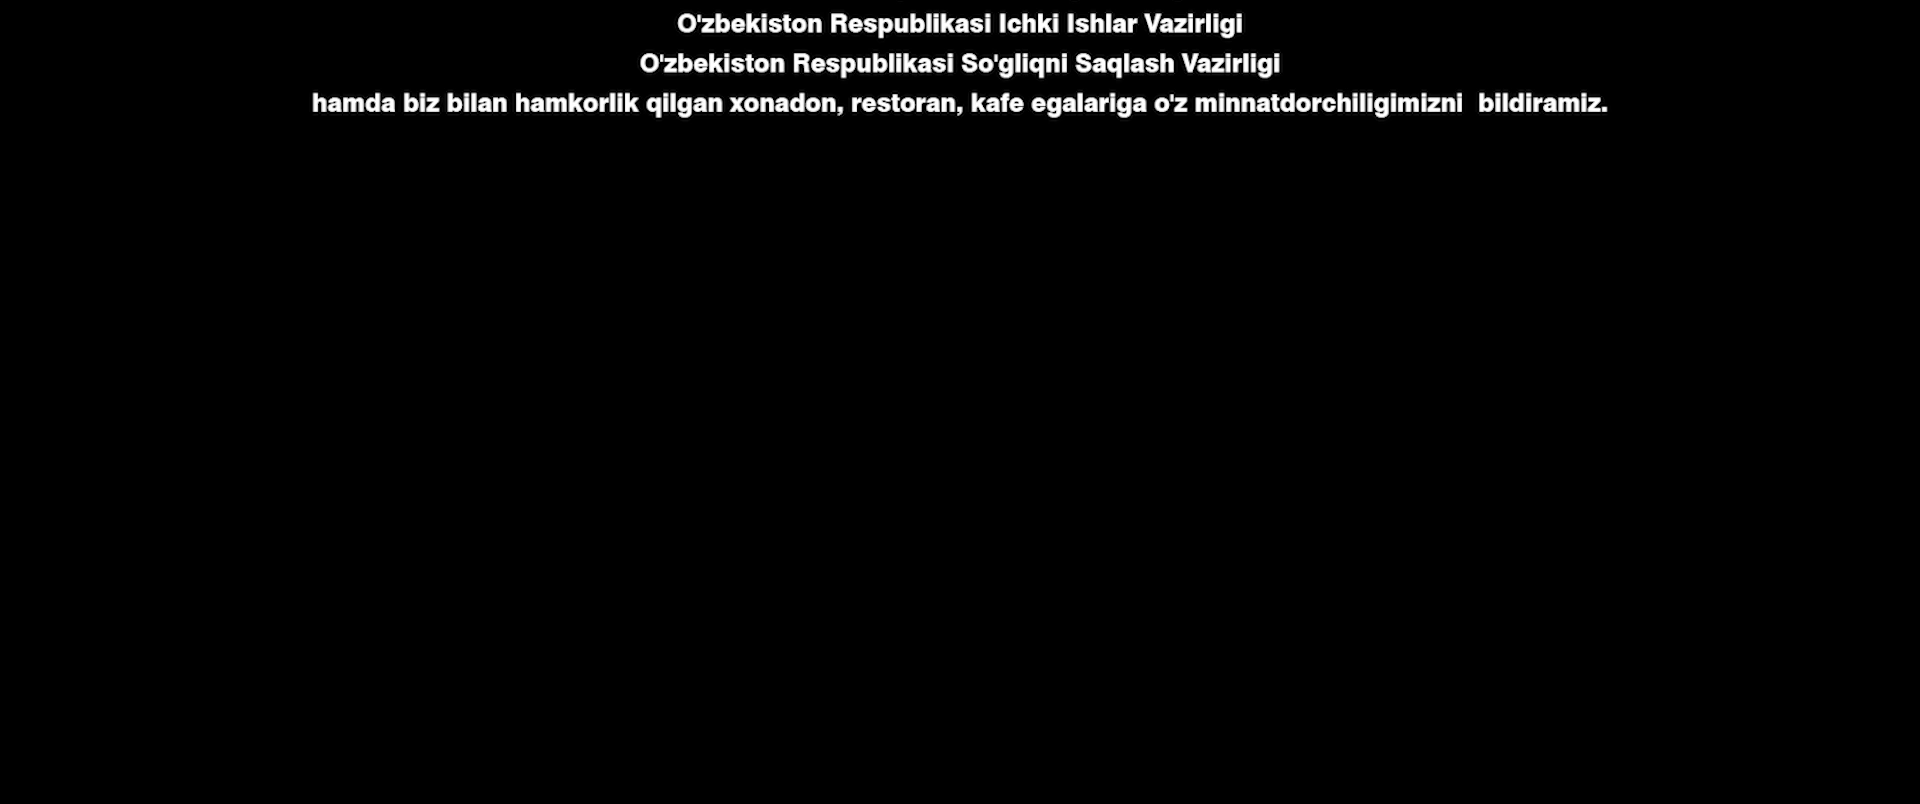 O'zbekiston Respublikasi Ichki Ishlar Vazirligi
O'zbekiston Respublikasi So'gliqni Saqlash Vazirligi
hamda biz bilan hamkorlik qilgan xonadon, restoran, kafe egalariga o'z minnatdorchiligimizni  bildiramiz.